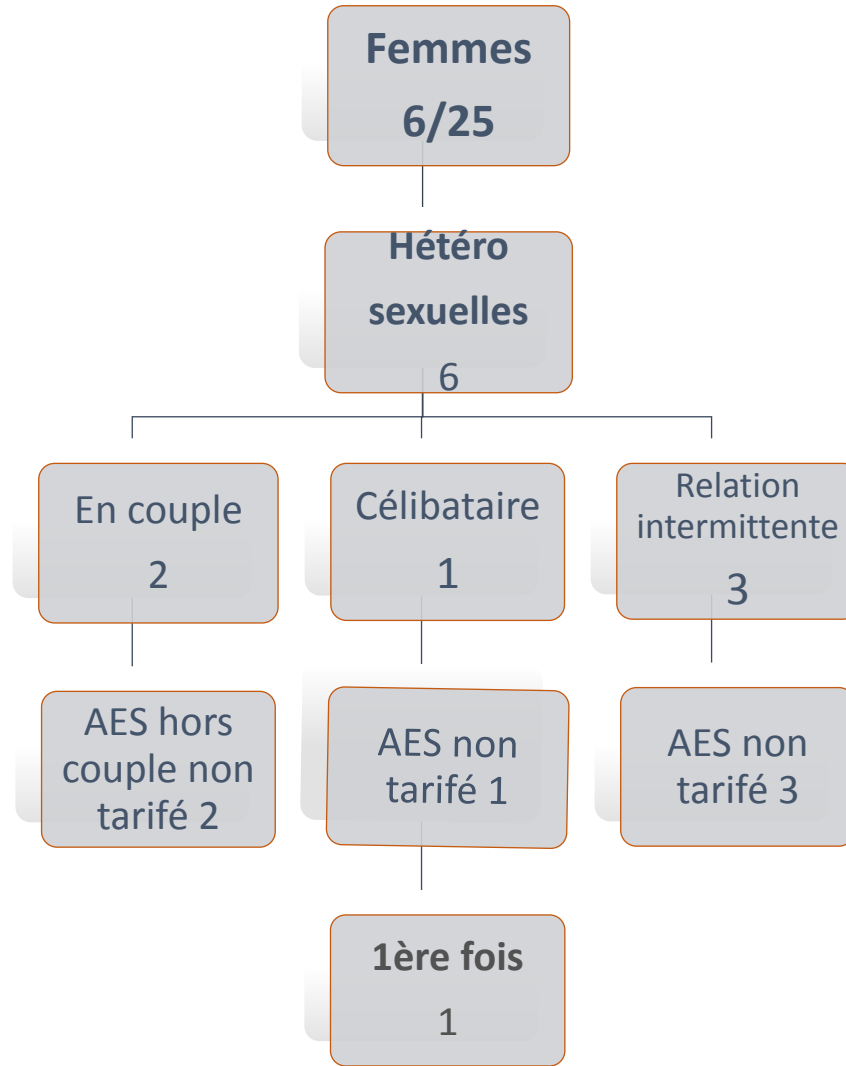 Femmes
6/25
Hétéro
sexuelles
6
En couple
2
Célibataire
1
Relation
intermittente
3
AES hors
couple non
tarifé 2
AES non
tarifé 1
AES non
tarifé 3
1ère fois
1